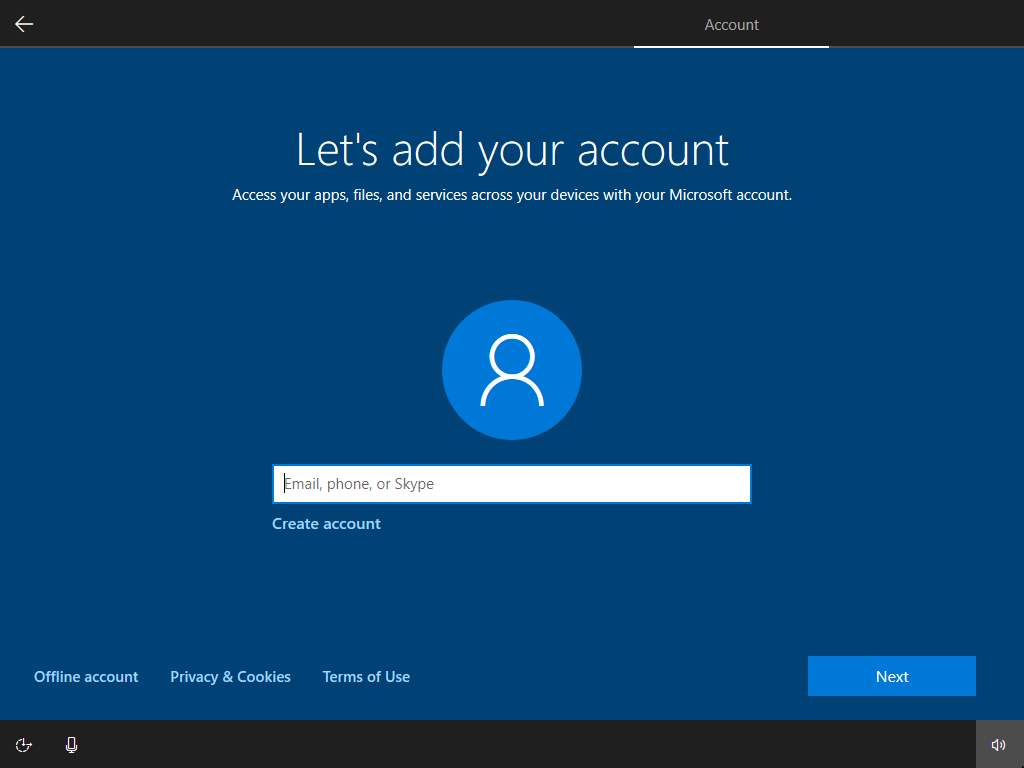 Account
Let's add your account
Access your apps, files, and services across your devices with your Microsoft account.
Email, phone, or Skype
Create account
Offline account
Privacy & Cookies
Terms of Use
Next